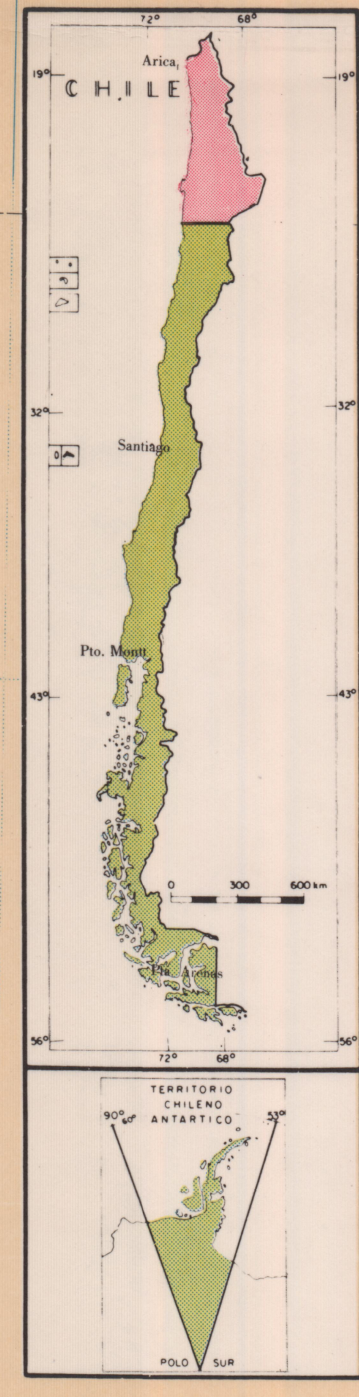 72° 68°
Arica
19° 19°
CHILE
32° 32°
Santiago
Pto. Montt
43° 43°
0 300 600 km
Pta Arenas
56° 56°
72° 68°
TERRITORIO
CHILENO
ANTARTICO
90° 60° 53°
POLO SUR